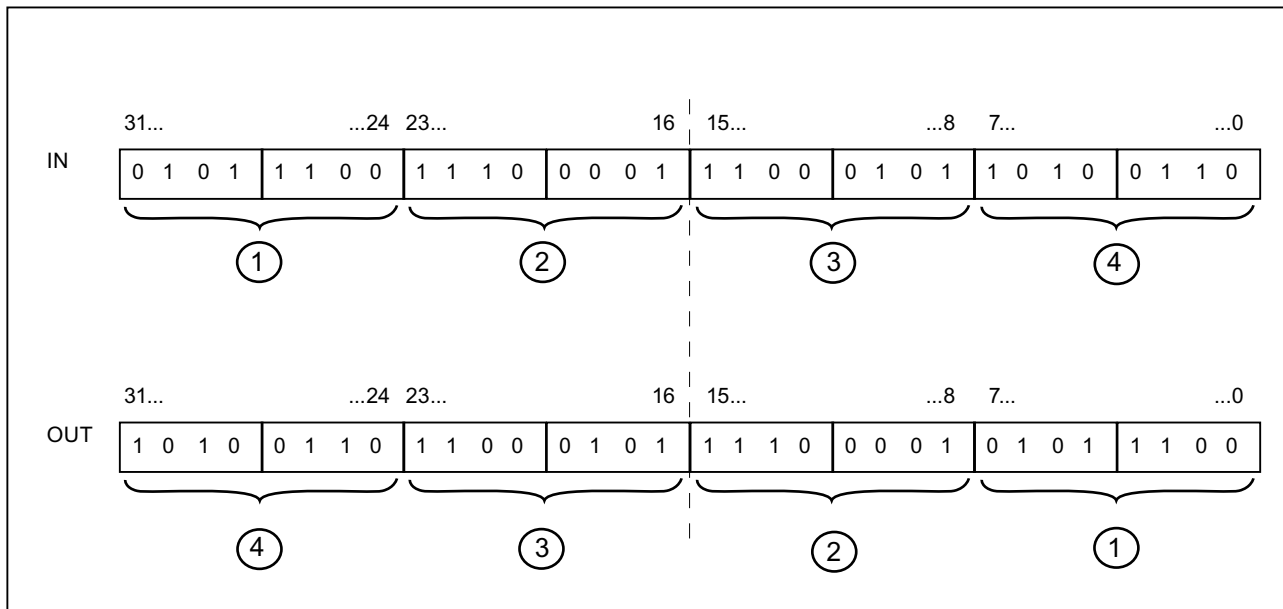 31... ...24 23... 16 15... ...8 7... ...0
IN 0 1 0 1 1 1 0 0 1 1 1 0 0 0 0 1 1 1 0 0 0 1 0 1 1 0 1 0 0 1 1 0
1 2 3 4
31... ...24 23... 16 15... ...8 7... ...0
OUT 1 0 1 0 0 1 1 0 1 1 0 0 0 1 0 1 1 1 1 0 0 0 0 1 0 1 0 1 1 1 0 0
4 3 2 1